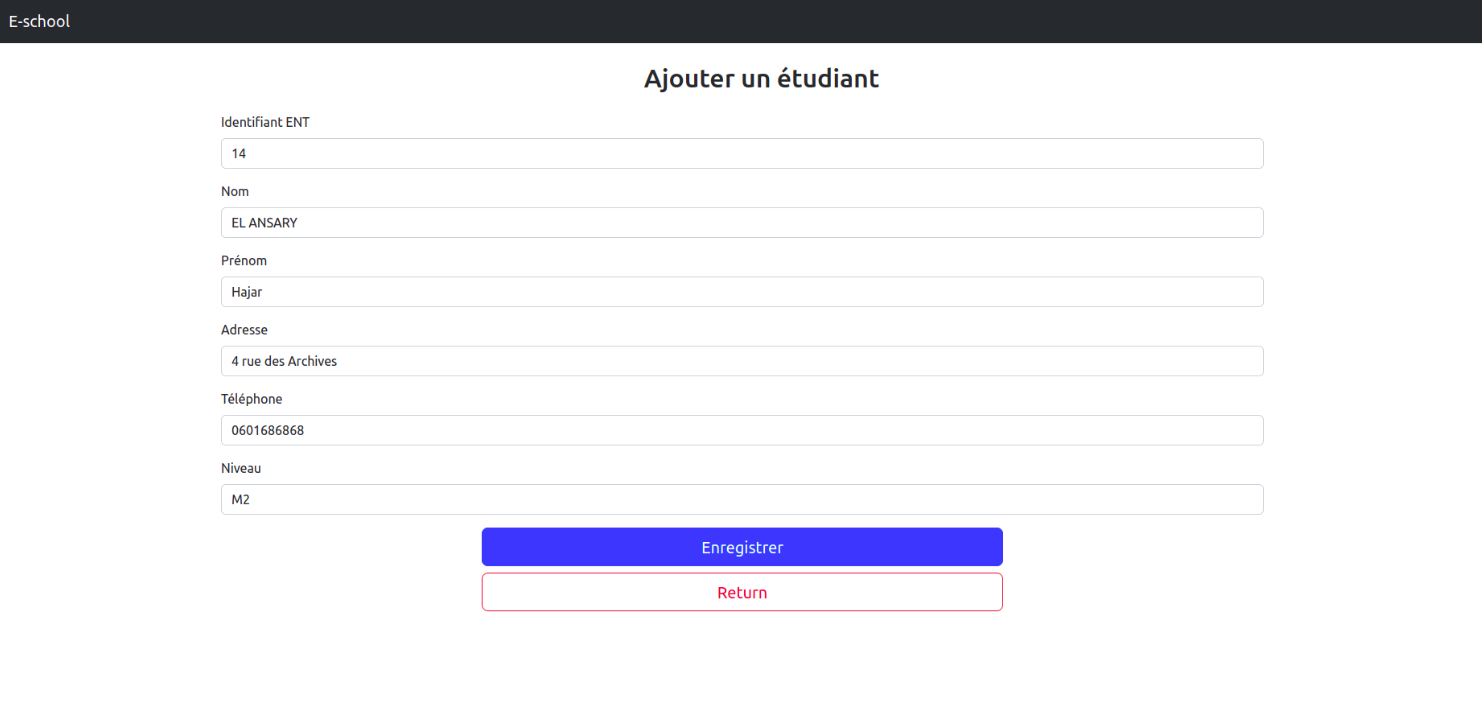 E-school
Ajouter un étudiant
Identifiant ENT
14
Nom
EL ANSARY
Prénom
Hajar
Adresse
4 rue des Archives
Téléphone
0601686868
Niveau
M2
Enregistrer
Return